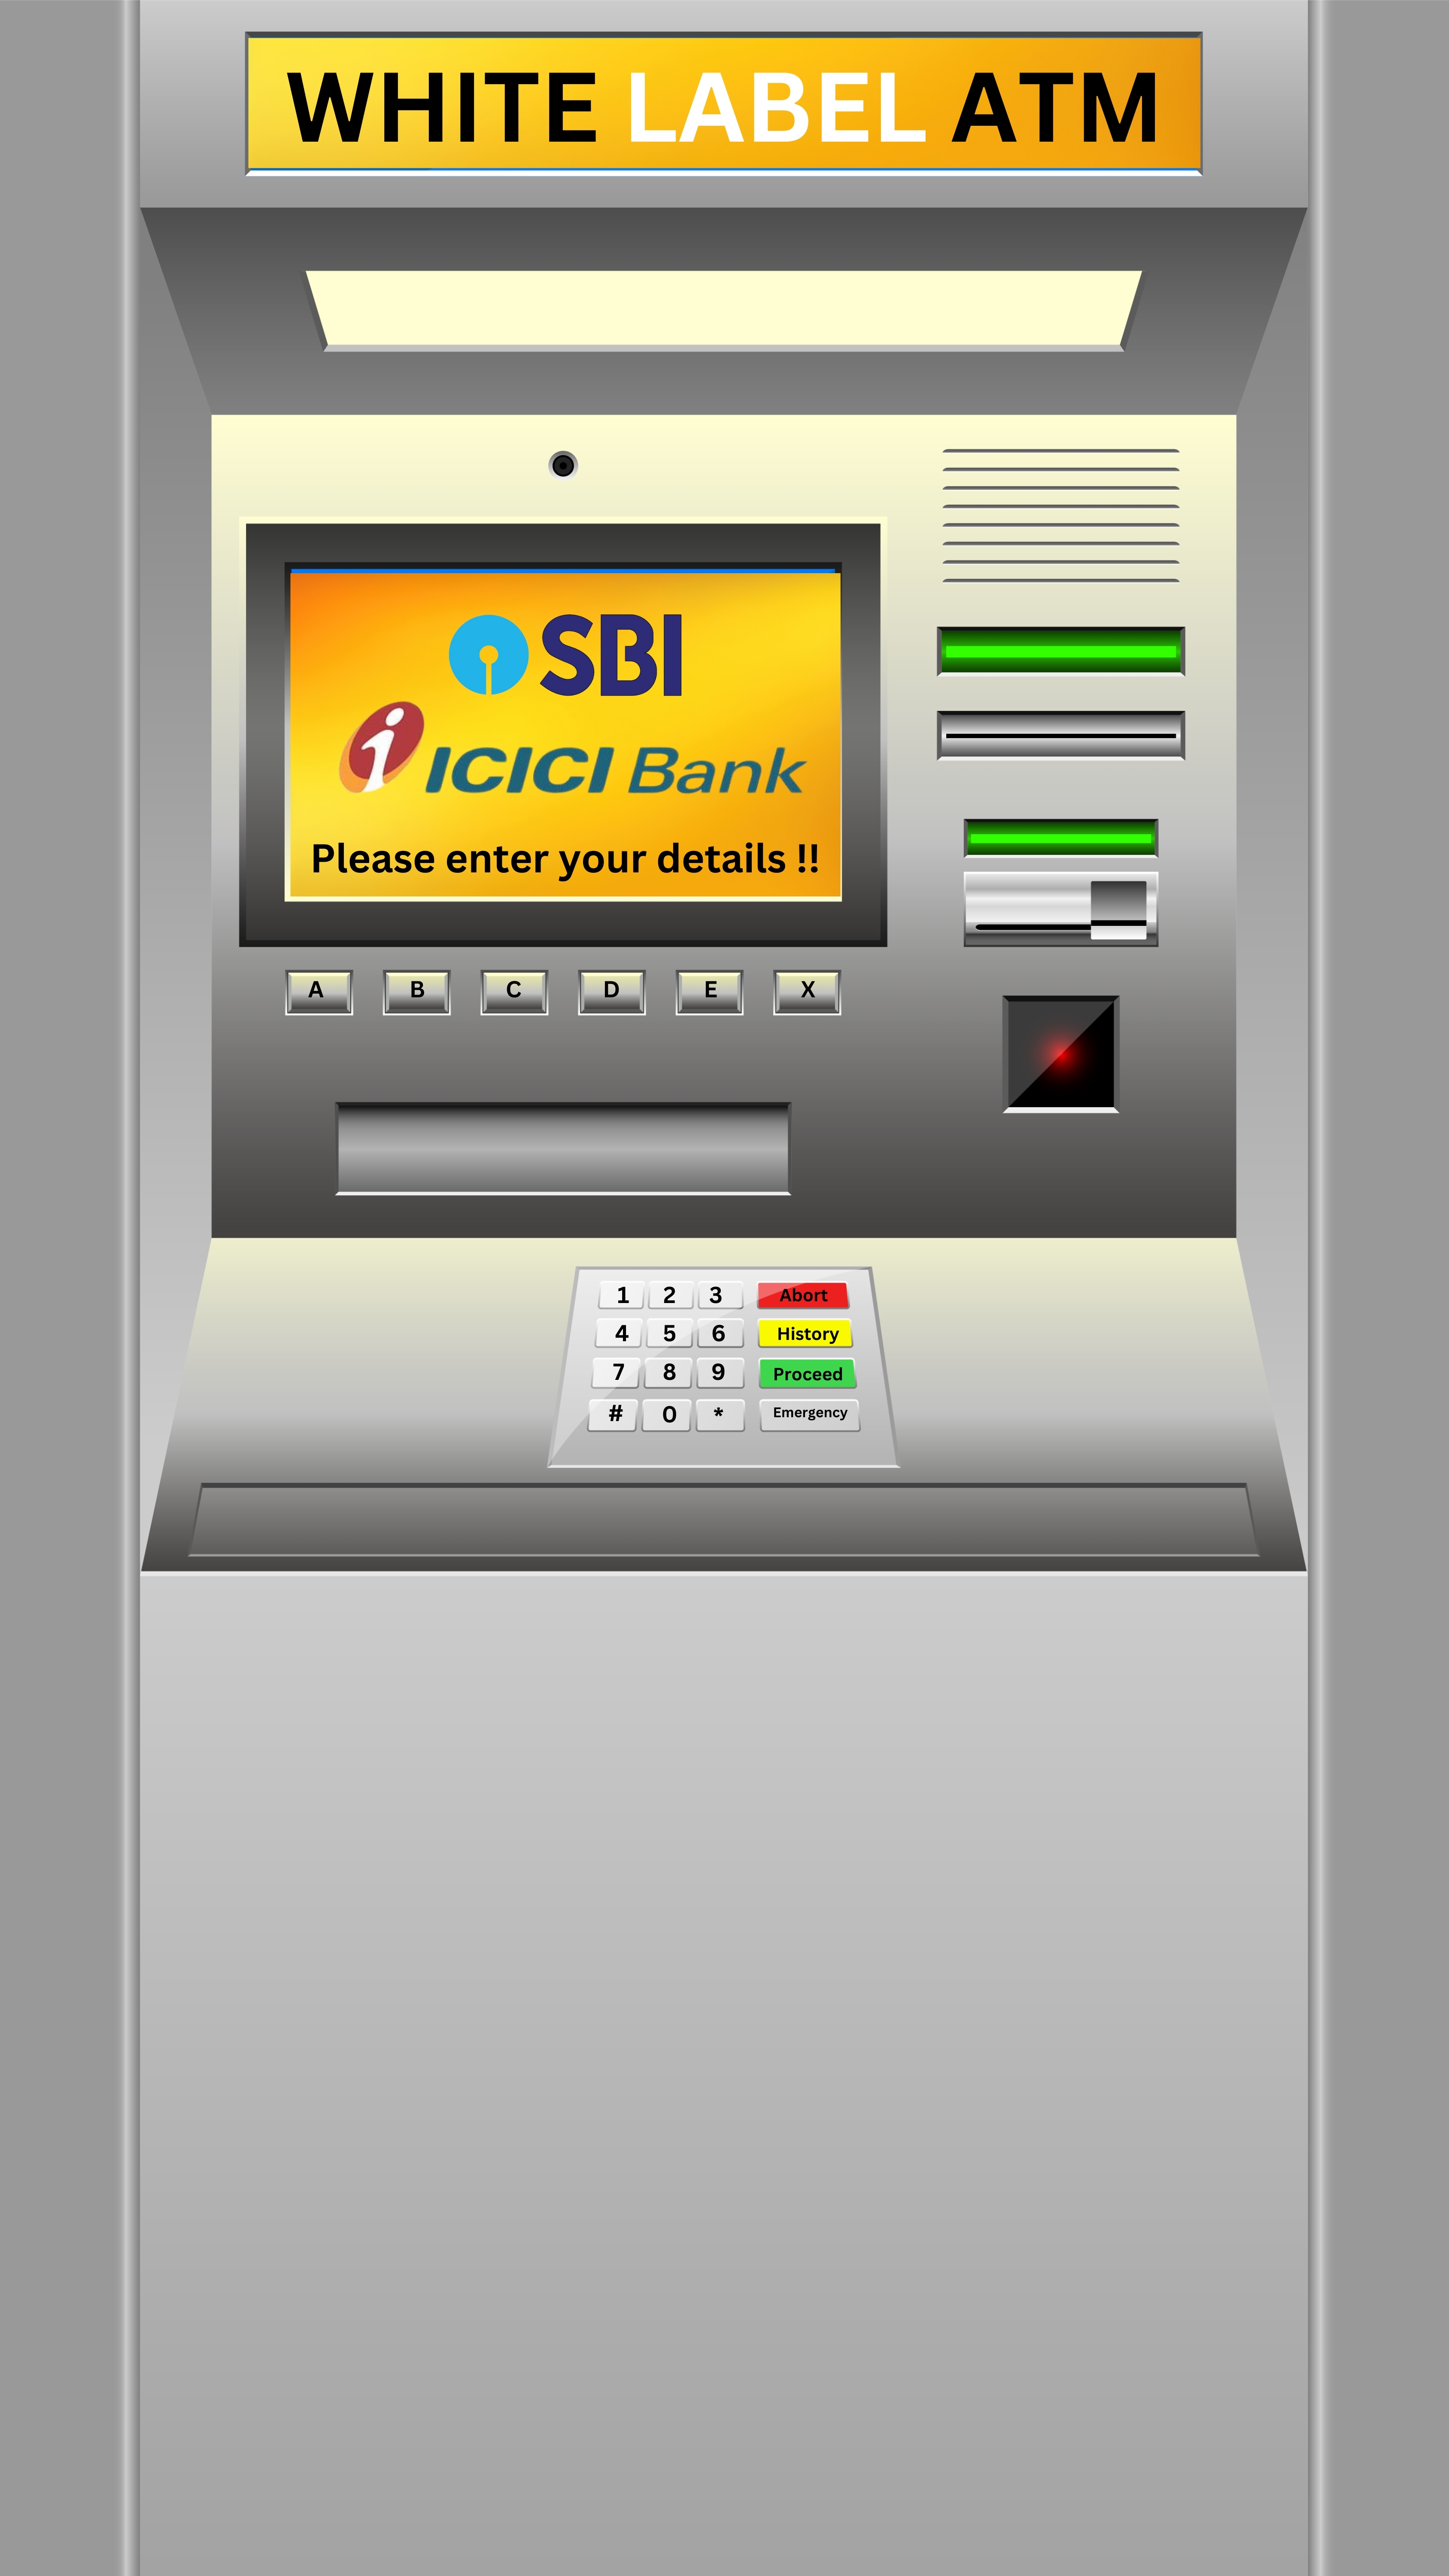 WHITE LABEL ATM
SBI
i ICICI Bank
Please enter your details !!
A B C D E X
1 2 3 Abort
4 5 6 History
7 8 9 Proceed
# 0 * Emergency